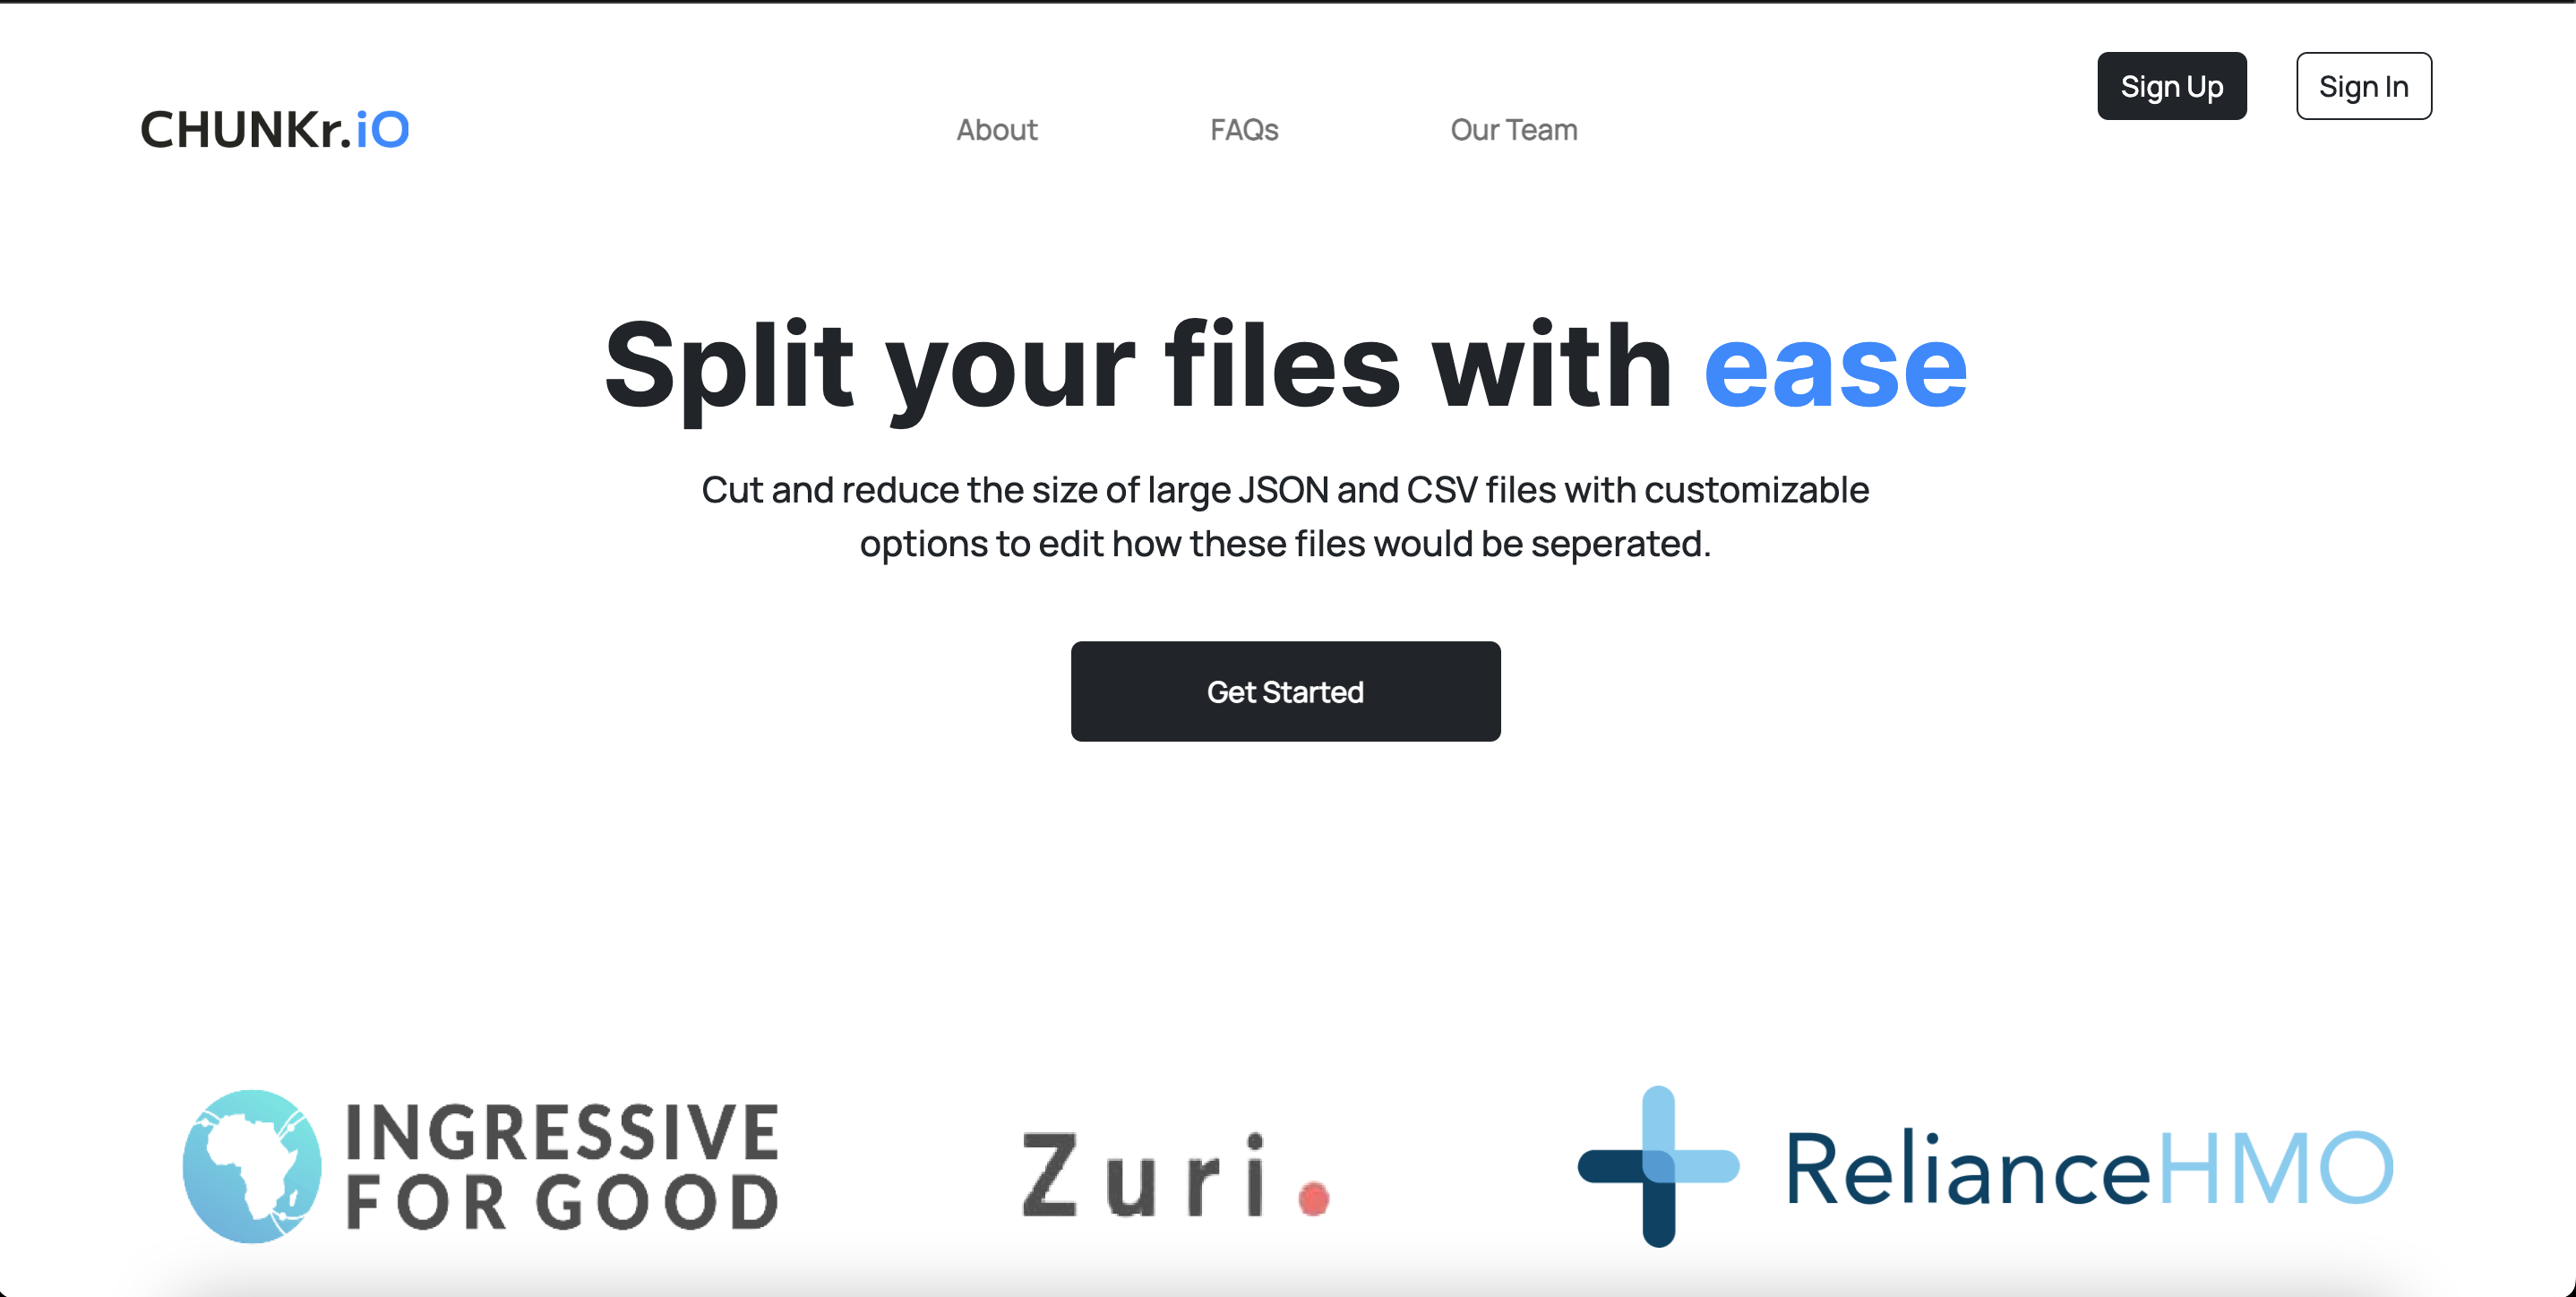 CHUNKr.iO
About
FAQs
Our Team
Sign Up
Sign In
Split your files with ease
Cut and reduce the size of large JSON and CSV files with customizable
options to edit how these files would be seperated.
Get Started
INGRESSIVE
FOR GOOD
Zuri.
RelianceHMO